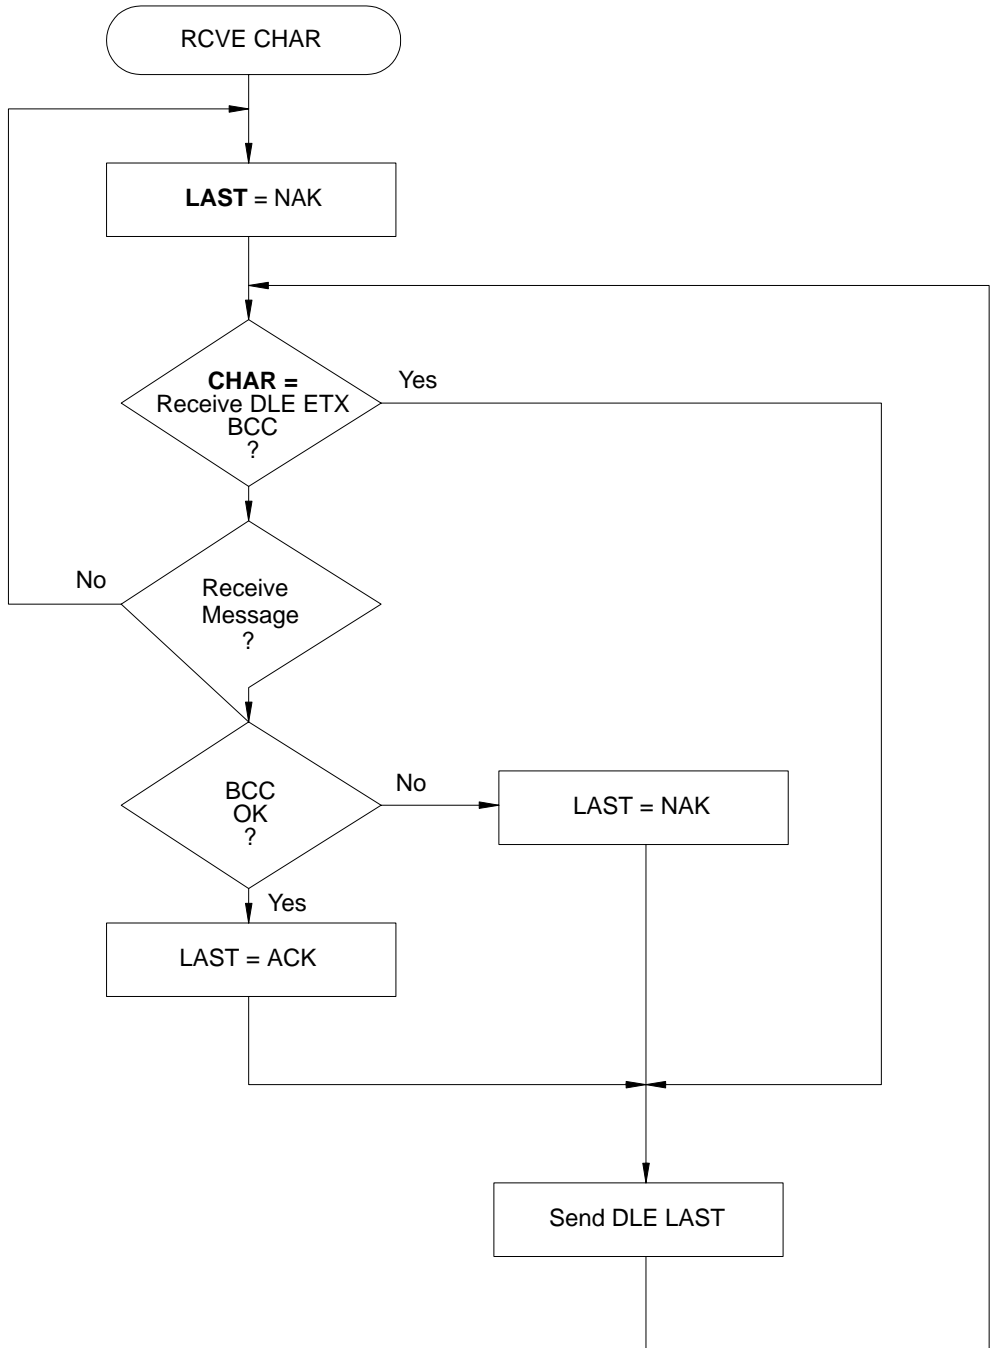 RCVE CHAR
LAST = NAK
CHAR =
Receive DLE ETX
BCC
?
Yes
Receive
Message
?
No
BCC
OK
?
No
LAST = NAK
Yes
LAST = ACK
Send DLE LAST